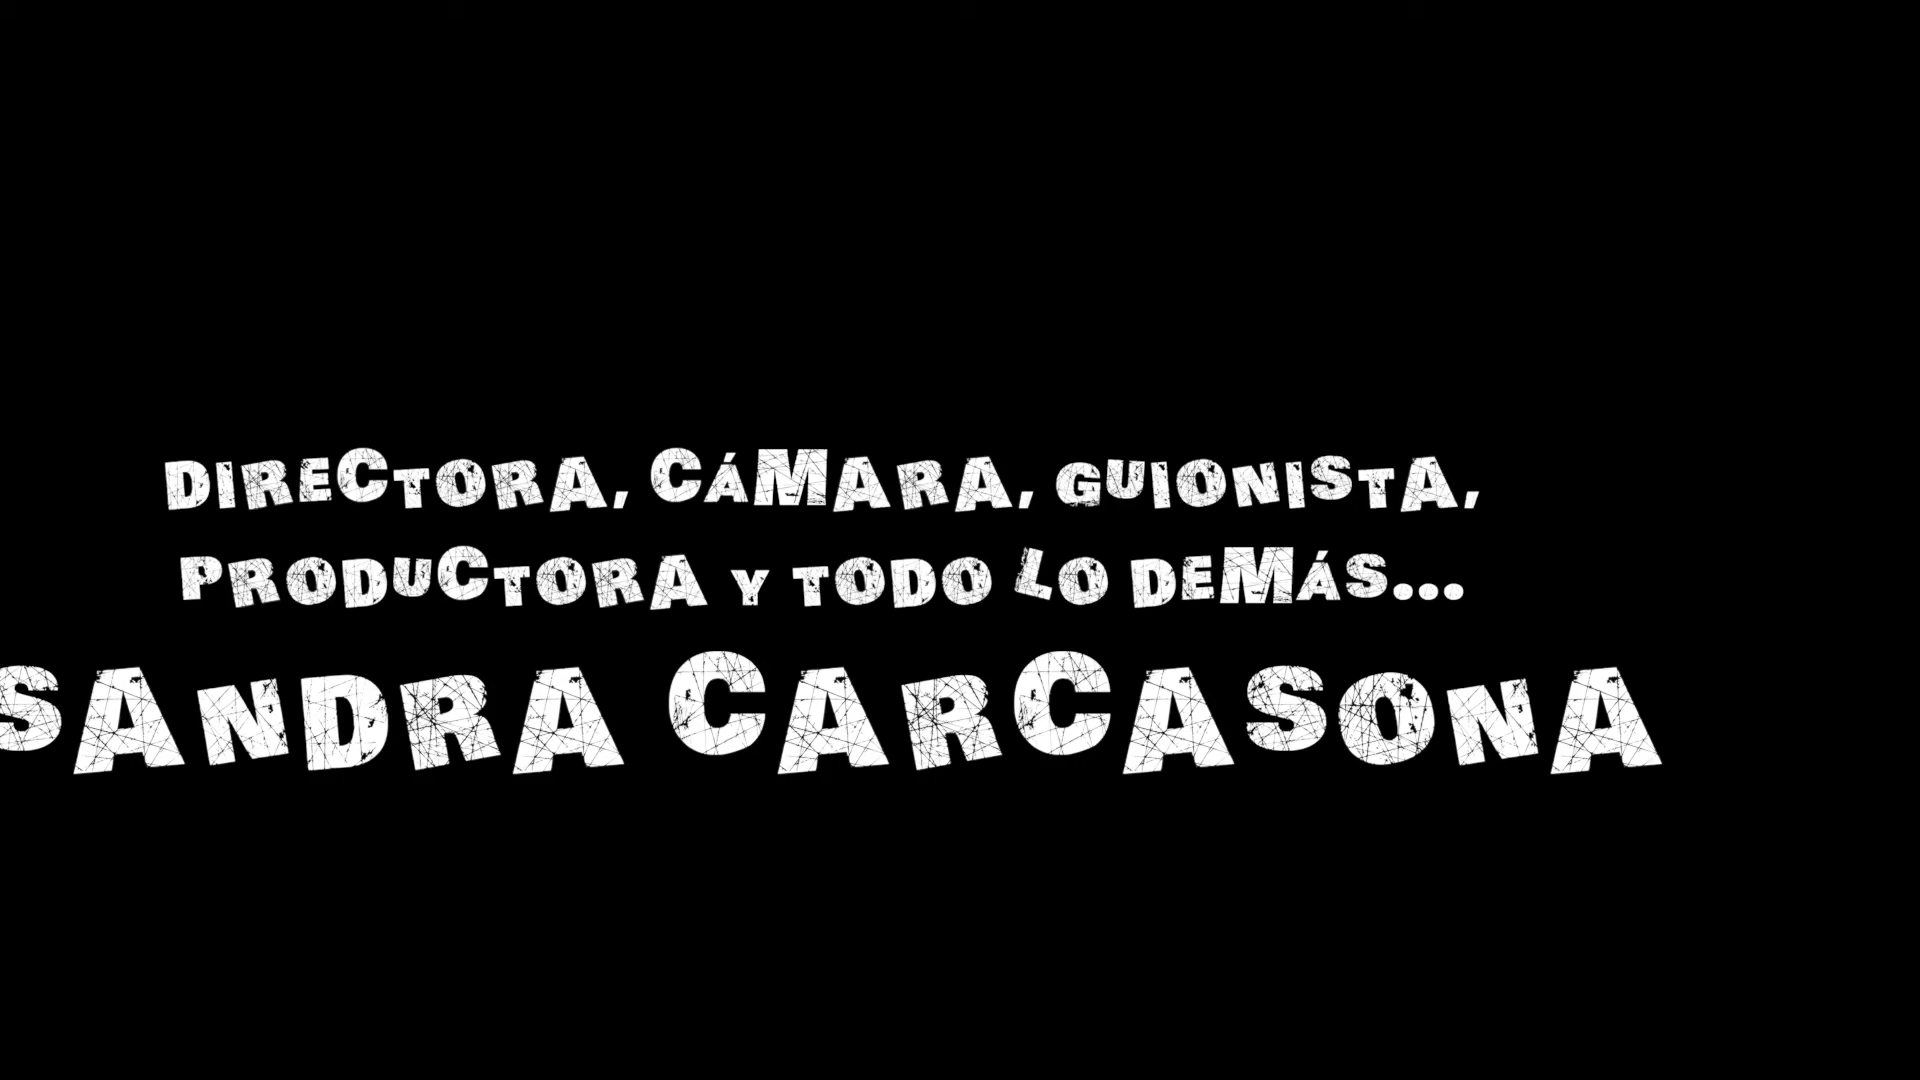 DIRECTORA, CÁMARA, GUIONISTA,
PRODUCTORA Y TODO LO DEMÁS...
SANDRA CARCASONA